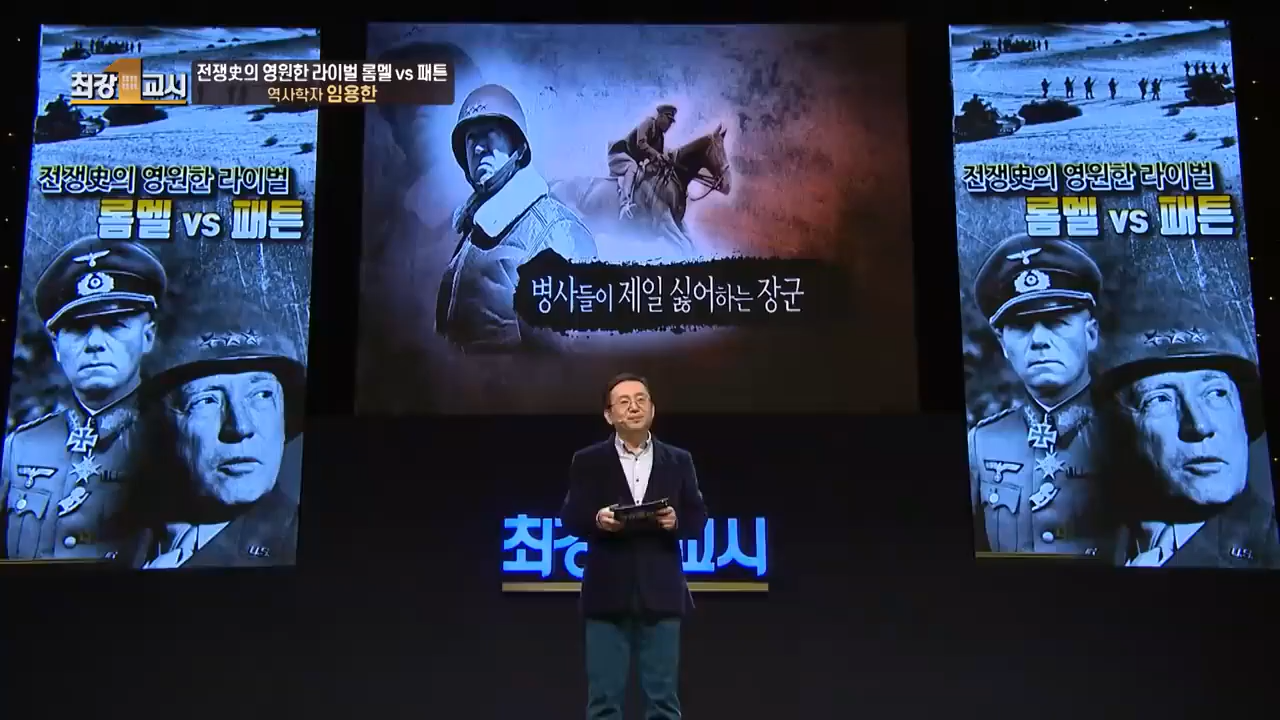 최강1교시
전쟁史의 영원한 라이벌 롬멜 vs 패튼
역사학자 임용한
전쟁史의 영원한 라이벌
롬멜 vs 패튼
병사들이 제일 싫어하는 장군
전쟁史의 영원한 라이벌
롬멜 vs 패튼
U.S.
U.S.
최강 교시